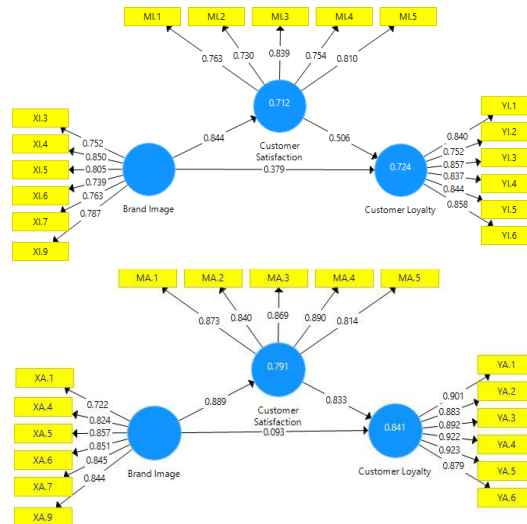 MI.1 MI.2 MI.3 MI.4 MI.5
0.763 0.730 0.839 0.754 0.810
0.712
Customer
Satisfaction
0.844
0.506
0.379
XI.3
XI.4
XI.5
XI.6
XI.7
XI.9
0.752
0.850
0.805
0.739
0.763
0.787
Brand Image
0.724
Customer Loyalty
0.840
0.752
0.857
0.837
0.844
0.858
YI.1
YI.2
YI.3
YI.4
YI.5
YI.6
MA.1 MA.2 MA.3 MA.4 MA.5
0.873 0.840 0.869 0.890 0.814
0.791
Customer
Satisfaction
0.889
0.833
0.093
XA.1
XA.4
XA.5
XA.6
XA.7
XA.9
0.722
0.824
0.857
0.851
0.845
0.844
Brand Image
0.841
Customer Loyalty
0.901
0.883
0.892
0.922
0.923
0.879
YA.1
YA.2
YA.3
YA.4
YA.5
YA.6